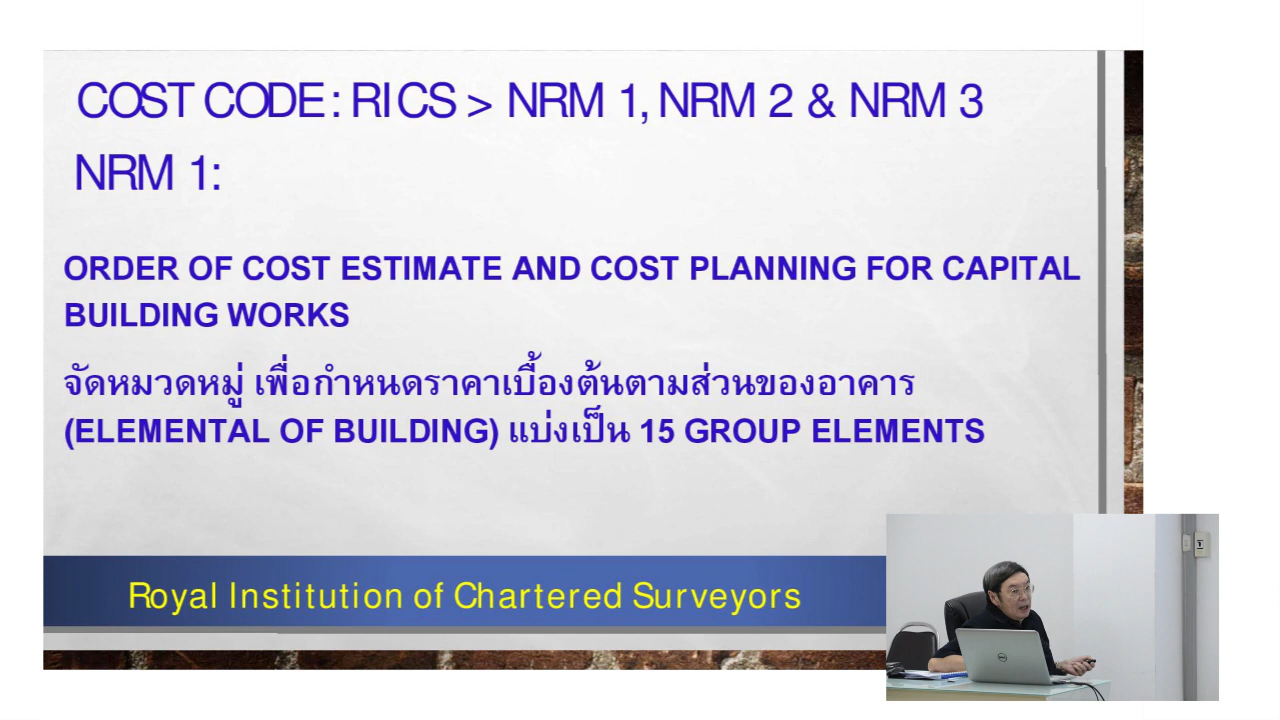 COST CODE : RICS > NRM 1, NRM 2 & NRM 3
NRM 1:
ORDER OF COST ESTIMATE AND COST PLANNING FOR CAPITAL
BUILDING WORKS
จัดหมวดหมู่ เพื่อกำหนดราคาเบื้องต้นตามส่วนของอาคาร
(ELEMENTAL OF BUILDING) แบ่งเป็น 15 GROUP ELEMENTS
Royal Institution of Chartered Surveyors
DELL